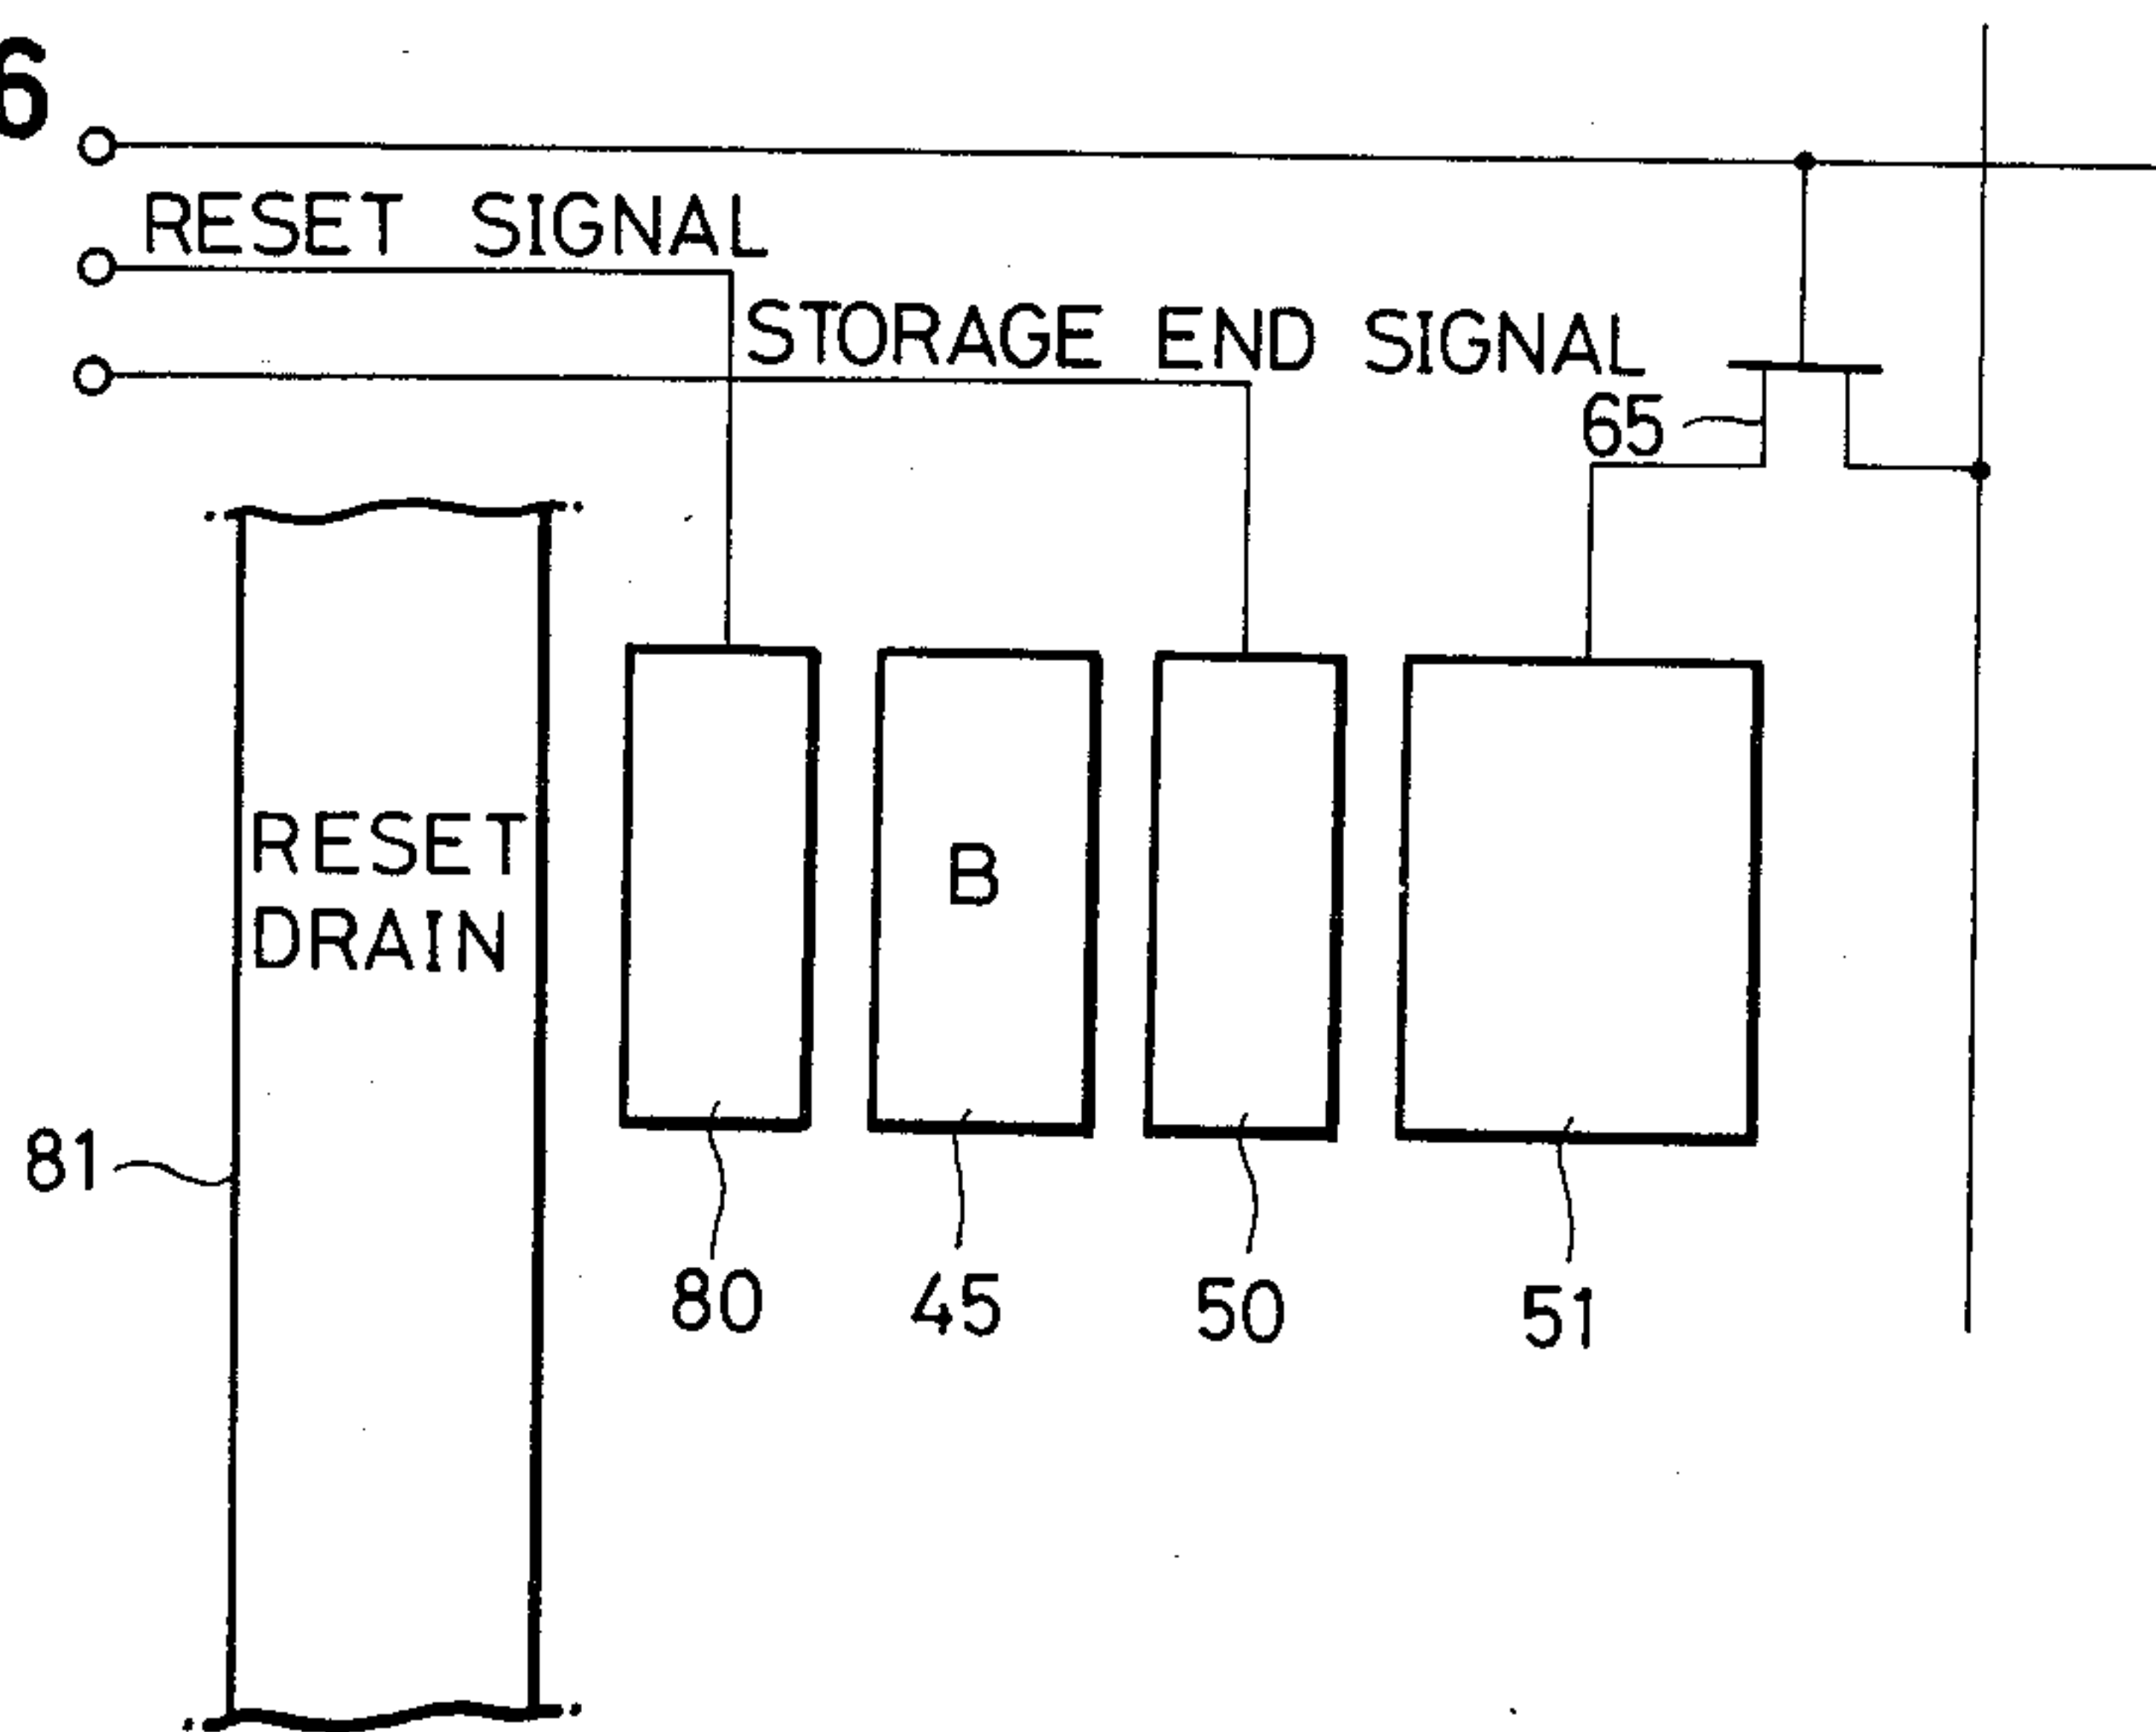 6
RESET SIGNAL
STORAGE END SIGNAL
65
RESET
DRAIN
B
81
80
45
50
51